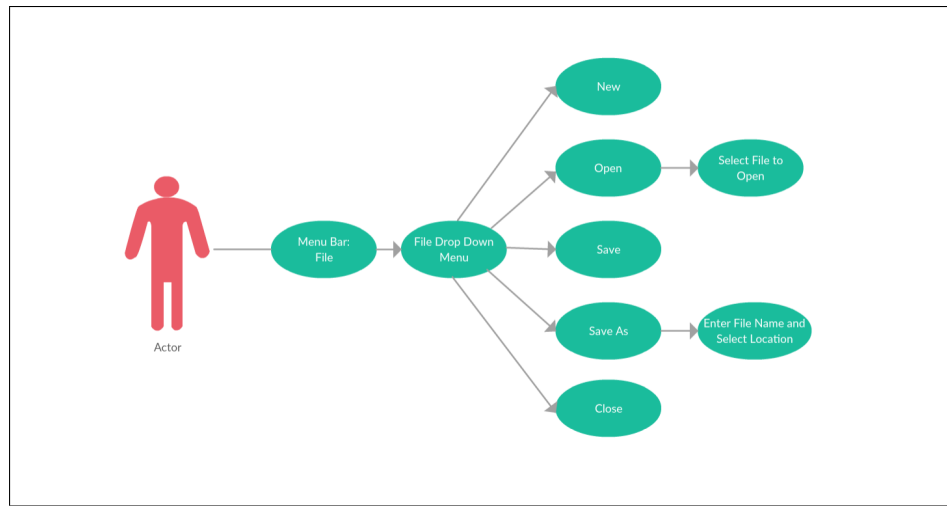 New
Open
Select File to
Open
Menu Bar:
File
File Drop Down
Menu
Save
Save As
Enter File Name and
Select Location
Actor
Close